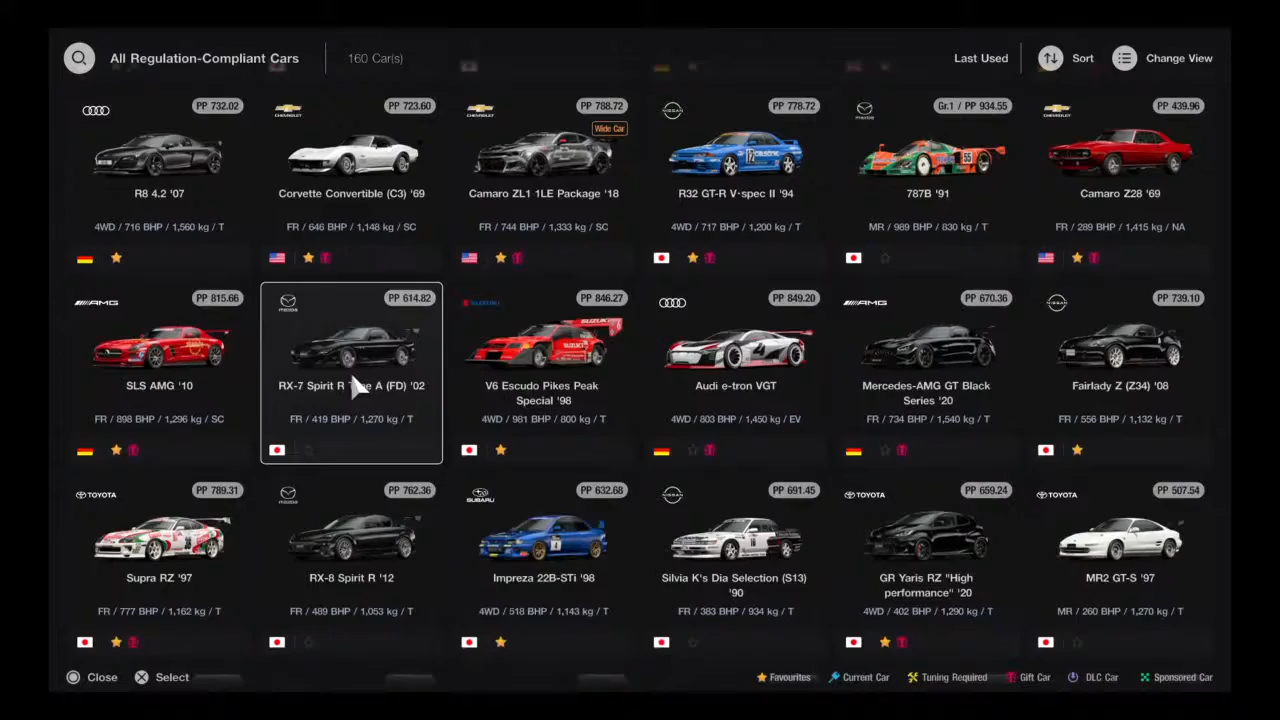 All Regulation-Compliant Cars
160 Car(s)
Last Used
Sort
Change View
PP 732.02
R8 4.2 '07
4WD / 716 BHP / 1,560 kg / T
CHEVROLET
PP 723.60
Corvette Convertible (C3) '69
FR / 646 BHP / 1,148 kg / SC
CHEVROLET
PP 788.72
Wide Car
Camaro ZL1 1LE Package '18
FR / 744 BHP / 1,333 kg / SC
PP 778.72
R32 GT-R V・spec II '94
4WD / 717 BHP / 1,200 kg / T
mazda
Gr.1 / PP 934.55
787B '91
MR / 989 BHP / 830 kg / T
CHEVROLET
PP 439.96
Camaro Z28 '69
FR / 289 BHP / 1,415 kg / NA
AMG
PP 815.66
SLS AMG '10
FR / 898 BHP / 1,296 kg / SC
mazda
PP 614.82
RX-7 Spirit R Type A (FD) '02
FR / 419 BHP / 1,270 kg / T
SUZUKI
PP 846.27
V6 Escudo Pikes Peak
Special '98
4WD / 981 BHP / 800 kg / T
PP 849.20
Audi e-tron VGT
4WD / 803 BHP / 1,450 kg / EV
AMG
PP 670.36
Mercedes-AMG GT Black
Series '20
FR / 734 BHP / 1,540 kg / T
PP 739.10
Fairlady Z (Z34) '08
FR / 556 BHP / 1,132 kg / T
TOYOTA
PP 789.31
Supra RZ '97
FR / 777 BHP / 1,162 kg / T
mazda
PP 762.36
RX-8 Spirit R '12
FR / 489 BHP / 1,053 kg / T
SUBARU
PP 632.68
Impreza 22B-STi '98
4WD / 518 BHP / 1,143 kg / T
PP 691.45
Silvia K's Dia Selection (S13)
'90
FR / 383 BHP / 934 kg / T
TOYOTA
PP 659.24
GR Yaris RZ "High
performance" '20
4WD / 402 BHP / 1,290 kg / T
TOYOTA
PP 507.54
MR2 GT-S '97
MR / 260 BHP / 1,270 kg / T
Close
Select
Favourites
Current Car
Tuning Required
Gift Car
DLC Car
Sponsored Car